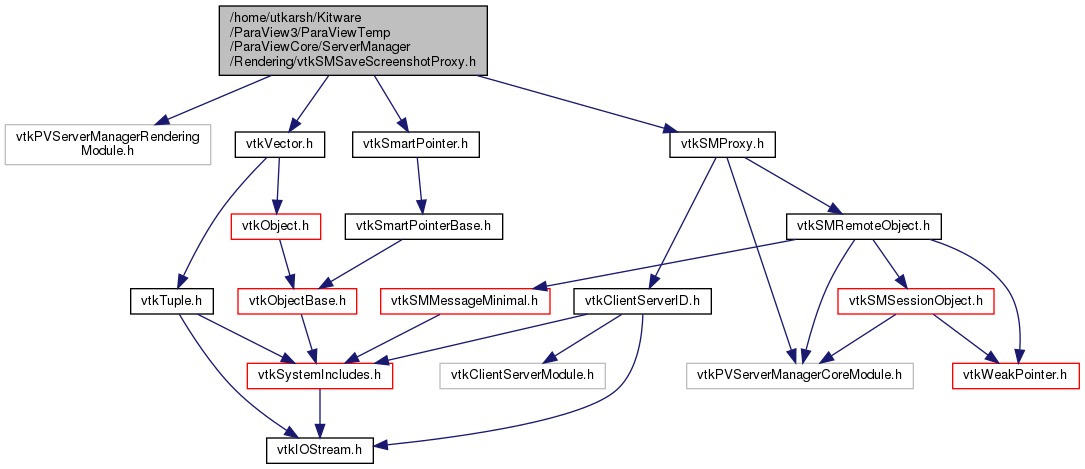 /home/utkarsh/Kitware
/ParaView3/ParaViewTemp
/ParaViewCore/ServerManager
/Rendering/vtkSMSaveScreenshotProxy.h
vtkPVServerManagerRendering
Module.h
vtkVector.h
vtkSmartPointer.h
vtkSMProxy.h
vtkObject.h
vtkSmartPointerBase.h
vtkSMRemoteObject.h
vtkTuple.h
vtkObjectBase.h
vtkSMMessageMinimal.h
vtkClientServerID.h
vtkSMSessionObject.h
vtkSystemIncludes.h
vtkClientServerModule.h
vtkPVServerManagerCoreModule.h
vtkWeakPointer.h
vtkIOStream.h